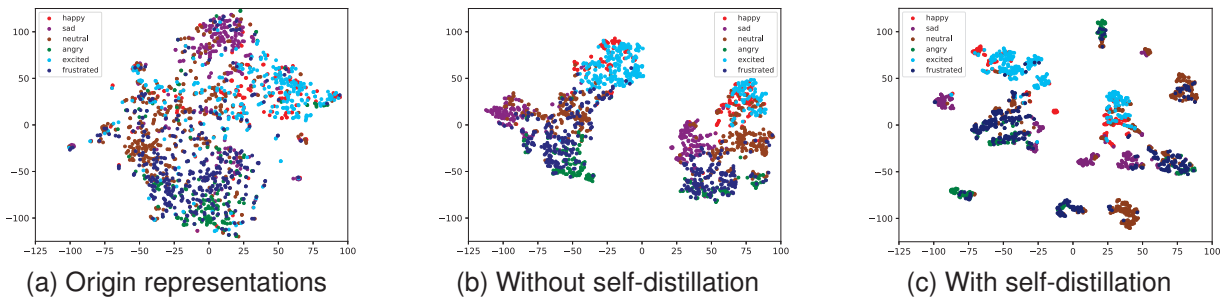 happy
sad
neutral
angry
excited
frustrated
100
50
0
−50
−100
−125 −100 −75 −50 −25 0 25 50 75 100
(a) Origin representations
happy
sad
neutral
angry
excited
frustrated
100
50
0
−50
−100
−125 −100 −75 −50 −25 0 25 50 75 100
(b) Without self-distillation
happy
sad
neutral
angry
excited
frustrated
100
50
0
−50
−100
−125 −100 −75 −50 −25 0 25 50 75 100
(c) With self-distillation